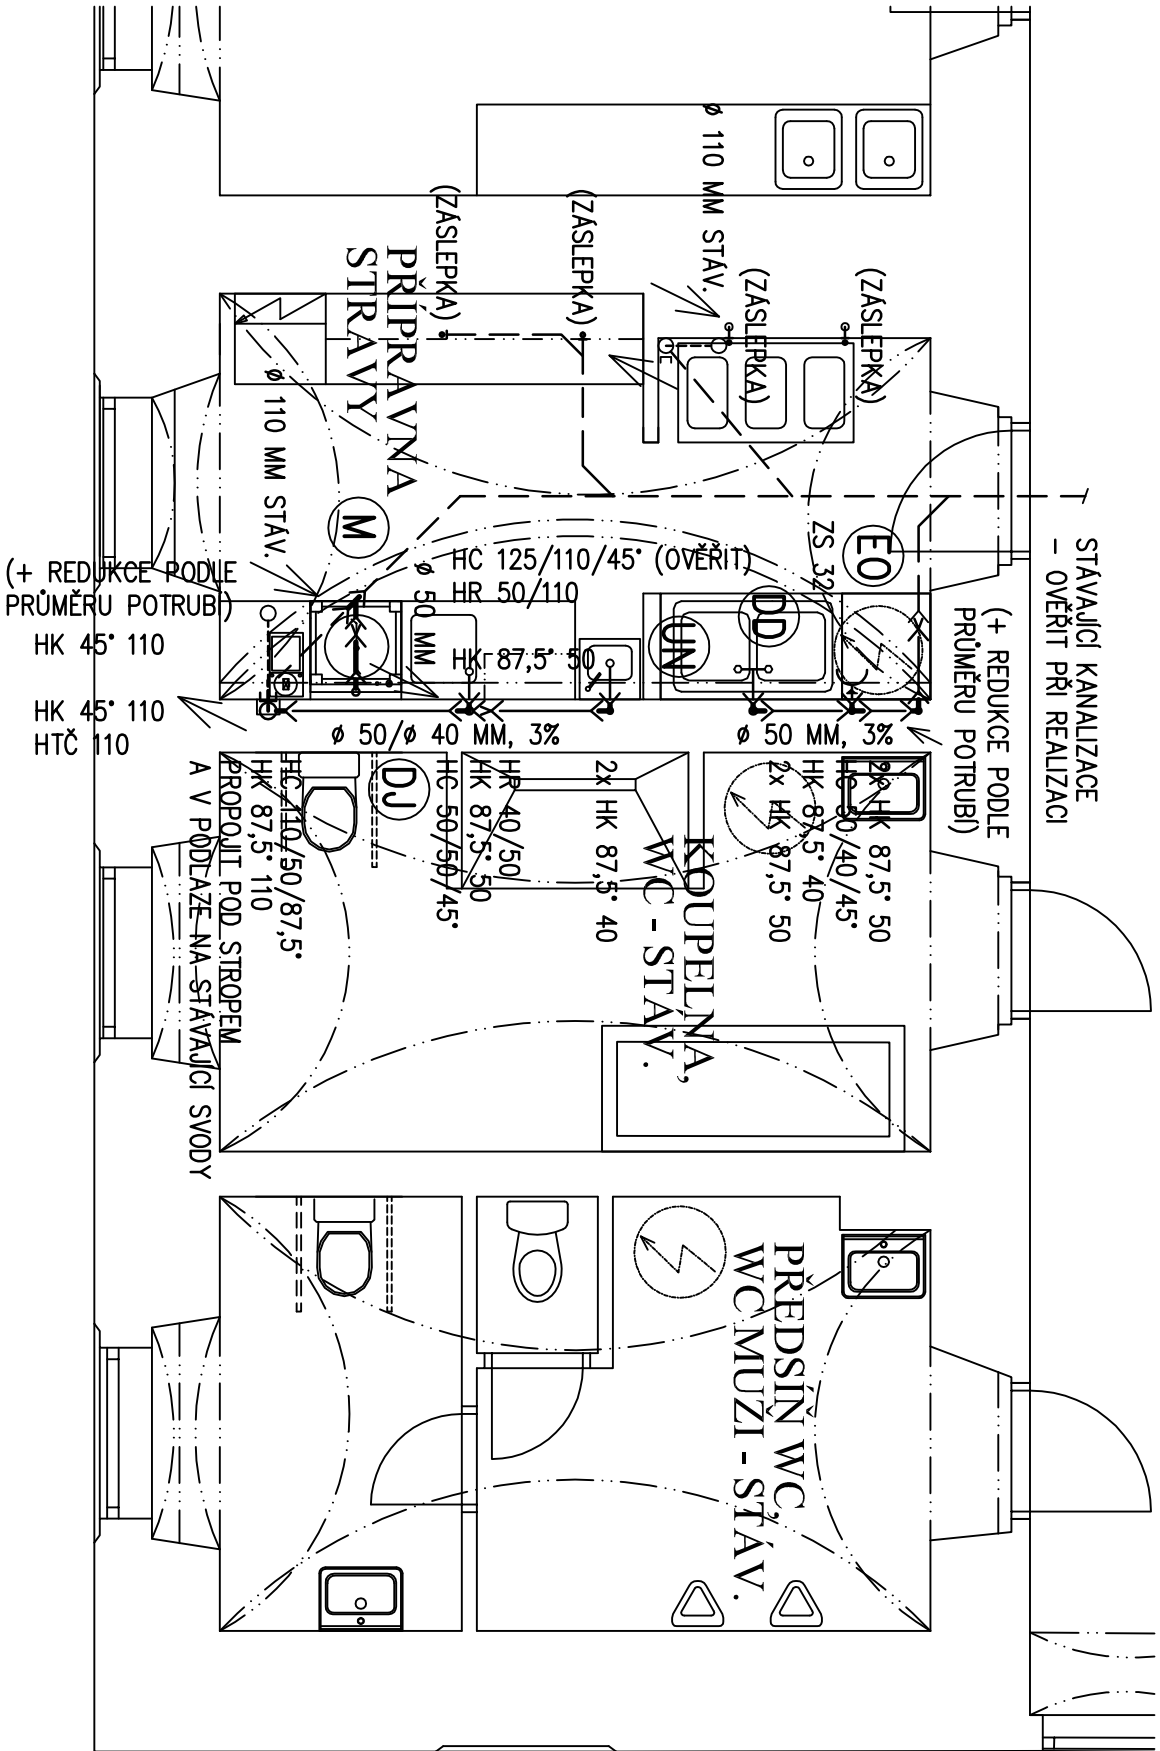 ø 110 MM STÁV.
(ZÁSLEPKA)
(ZÁSLEPKA)
(ZÁSLEPKA)
(ZÁSLEPKA)
PŘÍPRAVNA
STRAVY
ø 110 MM STÁV.
M
EO
ZS 32
DD
UN
HC 125/110/45° (OVĚŘIT)
HR 50/110
ø 50 MM
HK 87,5° 50
(+ REDUKCE PODLE
PRŮMĚRU POTRUBÍ)
HK 45° 110
HK 45° 110
HTČ 110
STÁVAJÍCÍ KANALIZACE
- OVĚŘIT PŘI REALIZACI
(+ REDUKCE PODLE
PRŮMĚRU POTRUBÍ)
ø 50/ø 40 MM, 3%
ø 50 MM, 3%
DJ
2x HK 87,5° 50
HC 50/40/45°
HK 87,5° 40
2x HK 87,5° 50
2x HK 87,5° 40
HR 40/50
HK 87,5° 50
HC 50/50/45°
HC 110/50/87,5°
HK 87,5° 110
PROPOJIT POD STROPEM
A V PODLAZE NA STÁVAJÍCÍ SVODY
KOUPELNA,
WC - STÁV.
PŘEDSÍŇ WC,
WC MUŽI - STÁV.